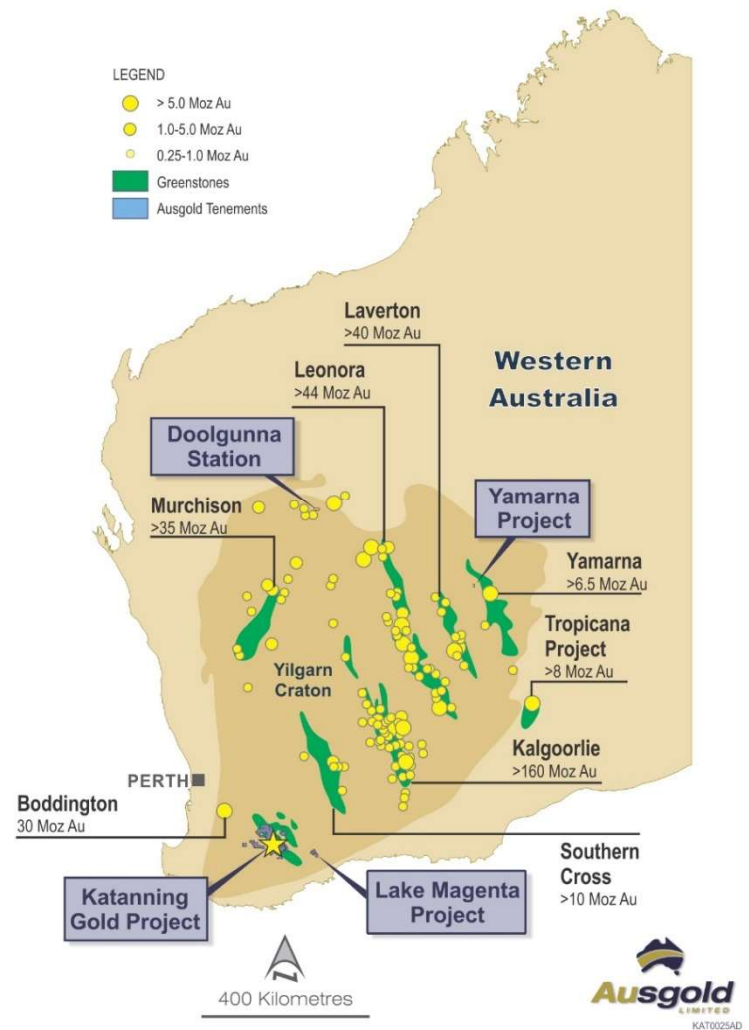 LEGEND
> 5.0 Moz Au
1.0-5.0 Moz Au
0.25-1.0 Moz Au
Greenstones
Ausgold Tenements
Laverton
>40 Moz Au
Leonora
>44 Moz Au
Western
Australia
Doolgunna
Station
Murchison
>35 Moz Au
Yamarna
Project
Yamarna
>6.5 Moz Au
Tropicana
Project
>8 Moz Au
Yilgarn
Craton
Kalgoorlie
>160 Moz Au
PERTH
Boddington
30 Moz Au
Southern
Cross
>10 Moz Au
Katanning
Gold Project
Lake Magenta
Project
N
400 Kilometres
Ausgold
LIMITED
KAT0025AD